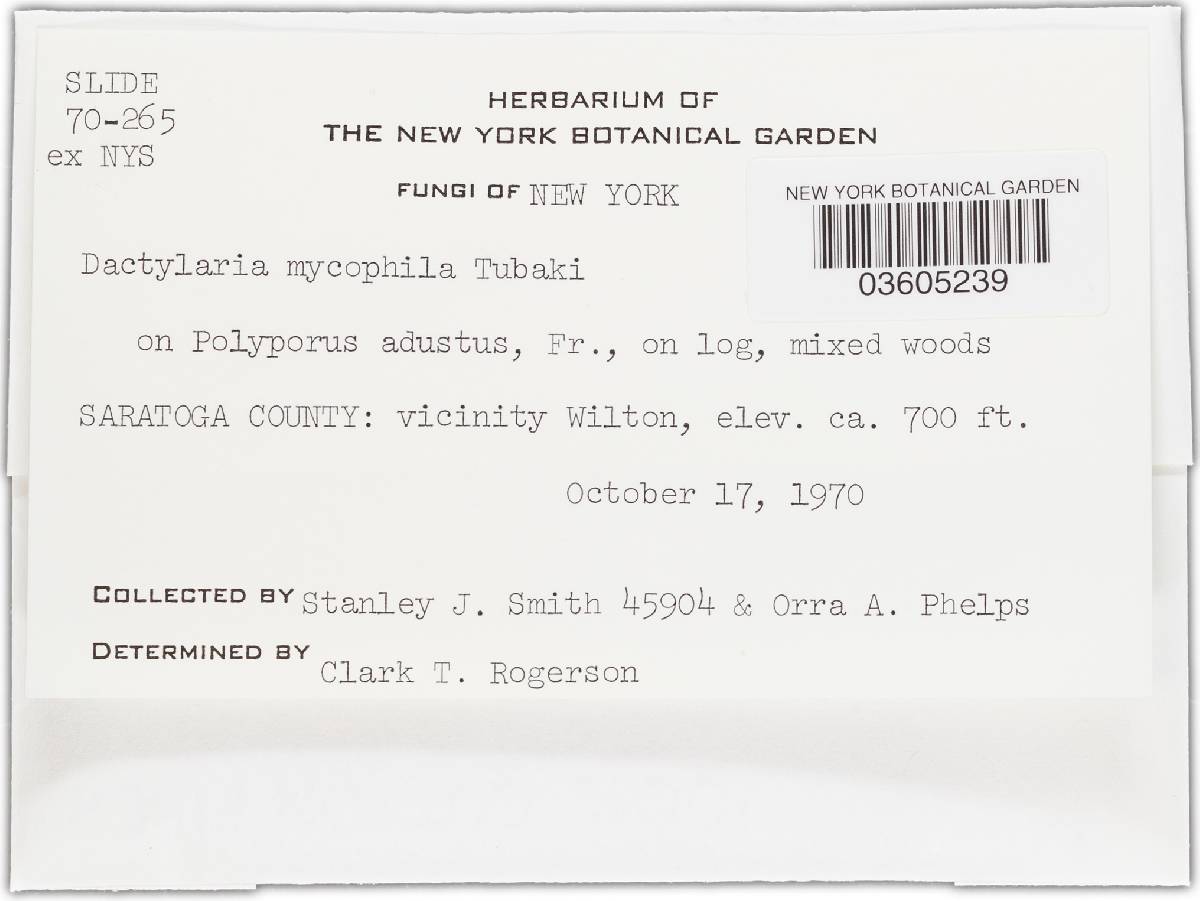 SLIDE
70-265
ex NYS
HERBARIUM OF
THE NEW YORK BOTANICAL GARDEN
FUNGI OF NEW YORK
NEW YORK BOTANICAL GARDEN
03605239
Dactylaria mycophila Tubaki
on Polyporus adustus, Fr., on log, mixed woods
SARATOGA COUNTY: vicinity Wilton, elev. ca. 700 ft.
October 17, 1970
COLLECTED BY Stanley J. Smith 45904 & Orra A. Phelps
DETERMINED BY Clark T. Rogerson